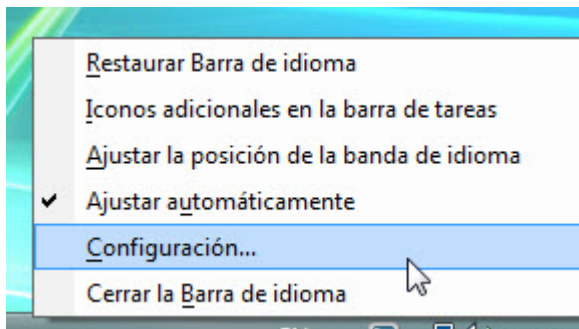 Restaurar Barra de idioma
Iconos adicionales en la barra de tareas
Ajustar la posición de la banda de idioma
Ajustar automáticamente
Configuración...
Cerrar la Barra de idioma